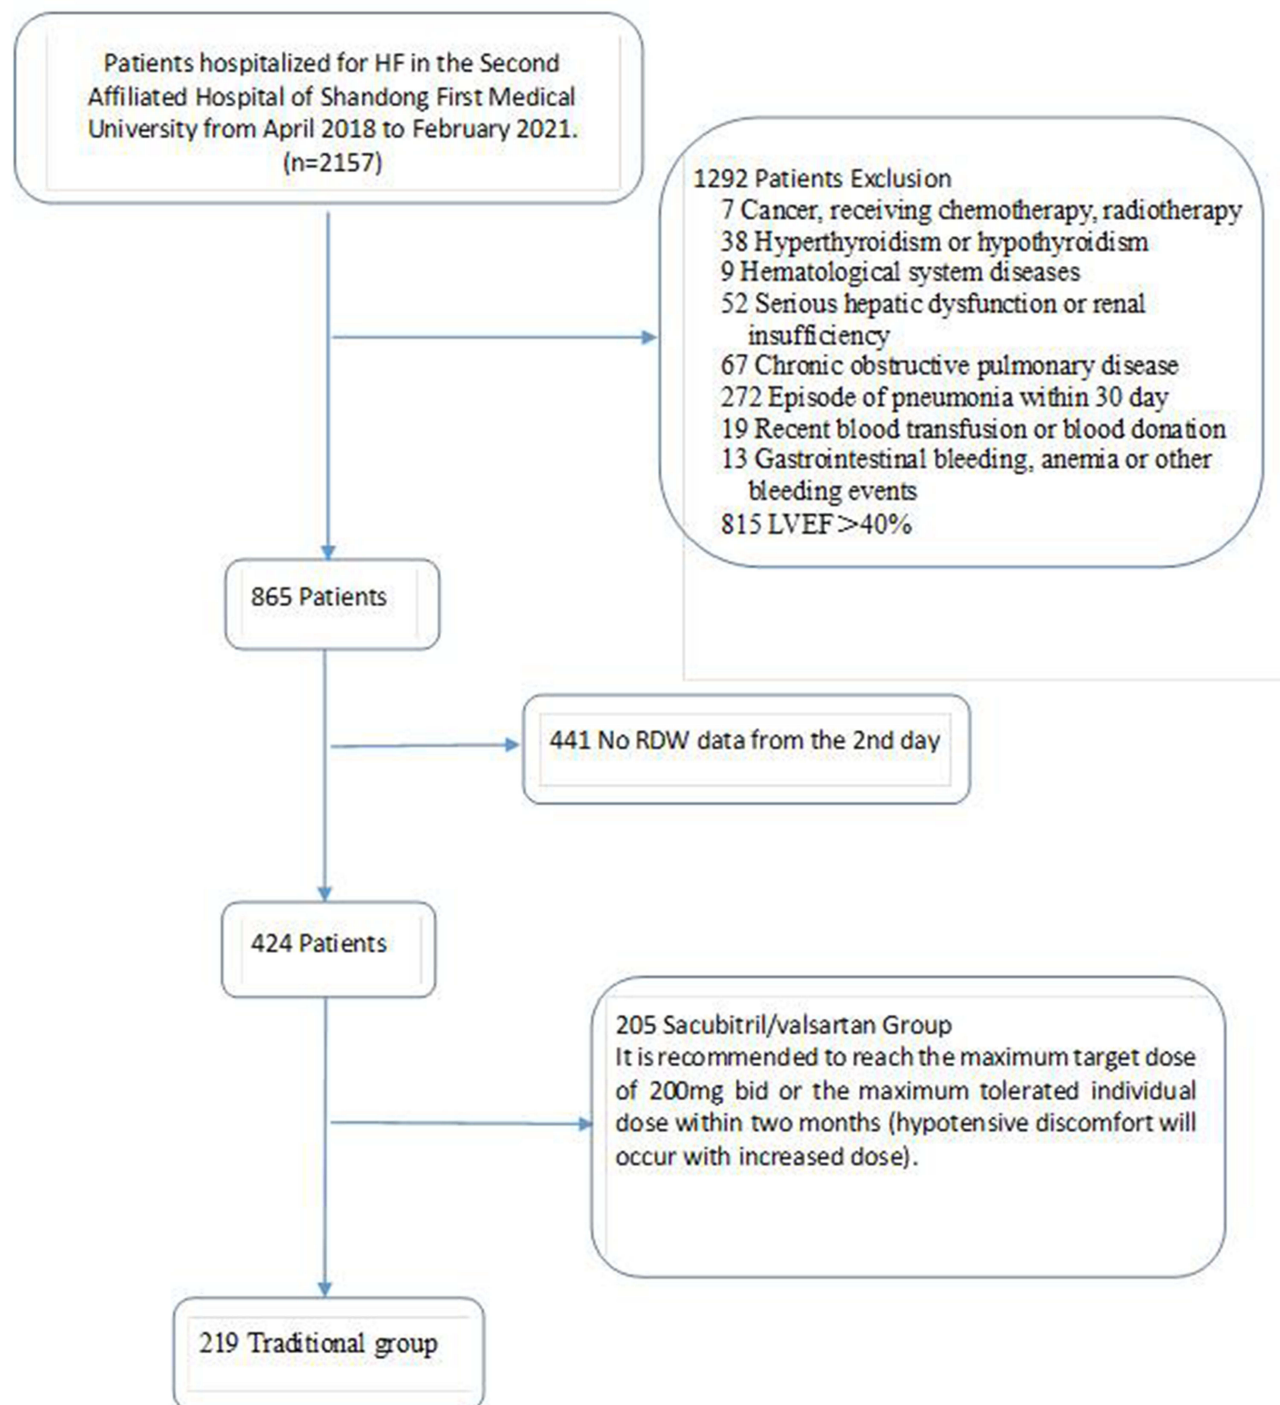 Patients hospitalized for HF in the Second
Affiliated Hospital of Shandong First Medical
University from April 2018 to February 2021.
(n=2157)
1292 Patients Exclusion
7 Cancer, receiving chemotherapy, radiotherapy
38 Hyperthyroidism or hypothyroidism
9 Hematological system diseases
52 Serious hepatic dysfunction or renal
insufficiency
67 Chronic obstructive pulmonary disease
272 Episode of pneumonia within 30 day
19 Recent blood transfusion or blood donation
13 Gastrointestinal bleeding, anemia or other
bleeding events
815 LVEF>40%
865 Patients
441 No RDW data from the 2nd day
424 Patients
205 Sacubitril/valsartan Group
It is recommended to reach the maximum target dose
of 200mg bid or the maximum tolerated individual
dose within two months (hypotensive discomfort will
occur with increased dose).
219 Traditional group